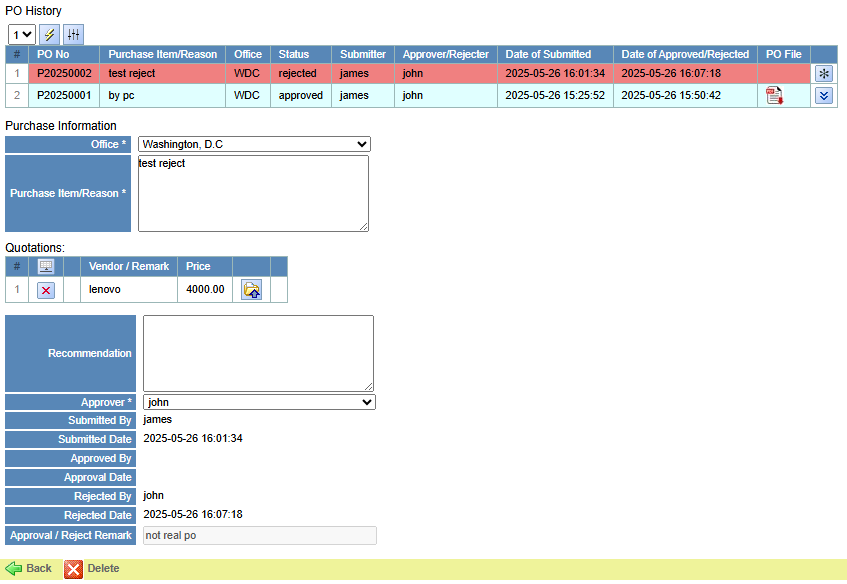 PO History
1
# PO No Purchase Item/Reason Office Status Submitter Approver/Rejecter Date of Submitted Date of Approved/Rejected PO File
1 P20250002 test reject WDC rejected james john 2025-05-26 16:01:34 2025-05-26 16:07:18
2 P20250001 by pc WDC approved james john 2025-05-26 15:25:52 2025-05-26 15:50:42
Purchase Information
Office * Washington, D.C
Purchase Item/Reason * test reject
Quotations:
# Vendor / Remark Price
1 lenovo 4000.00
Recommendation
Approver * john
Submitted By james
Submitted Date 2025-05-26 16:01:34
Approved By
Approval Date
Rejected By john
Rejected Date 2025-05-26 16:07:18
Approval / Reject Remark not real po
Back Delete